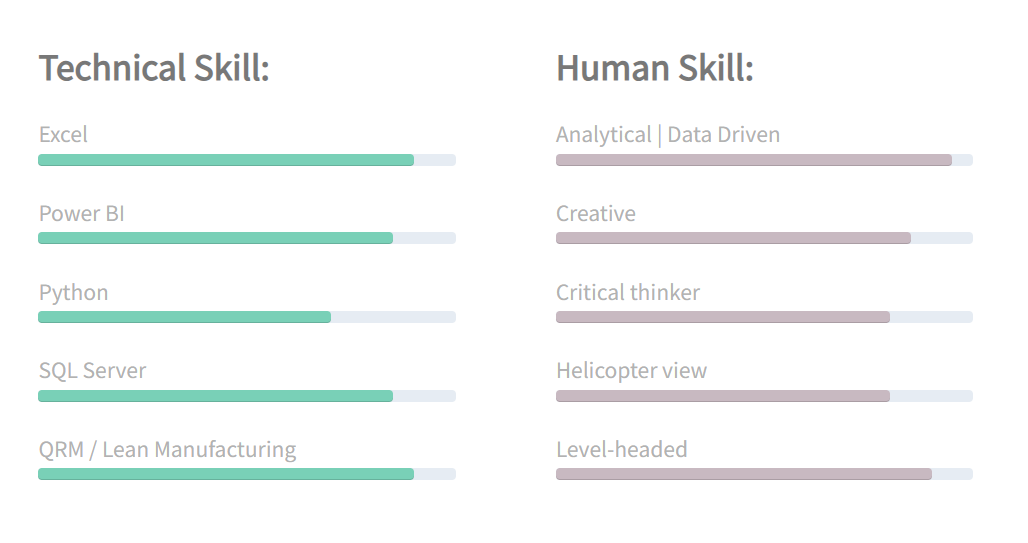 Technical Skill:
Excel
Power BI
Python
SQL Server
QRM / Lean Manufacturing
Human Skill:
Analytical | Data Driven
Creative
Critical thinker
Helicopter view
Level-headed